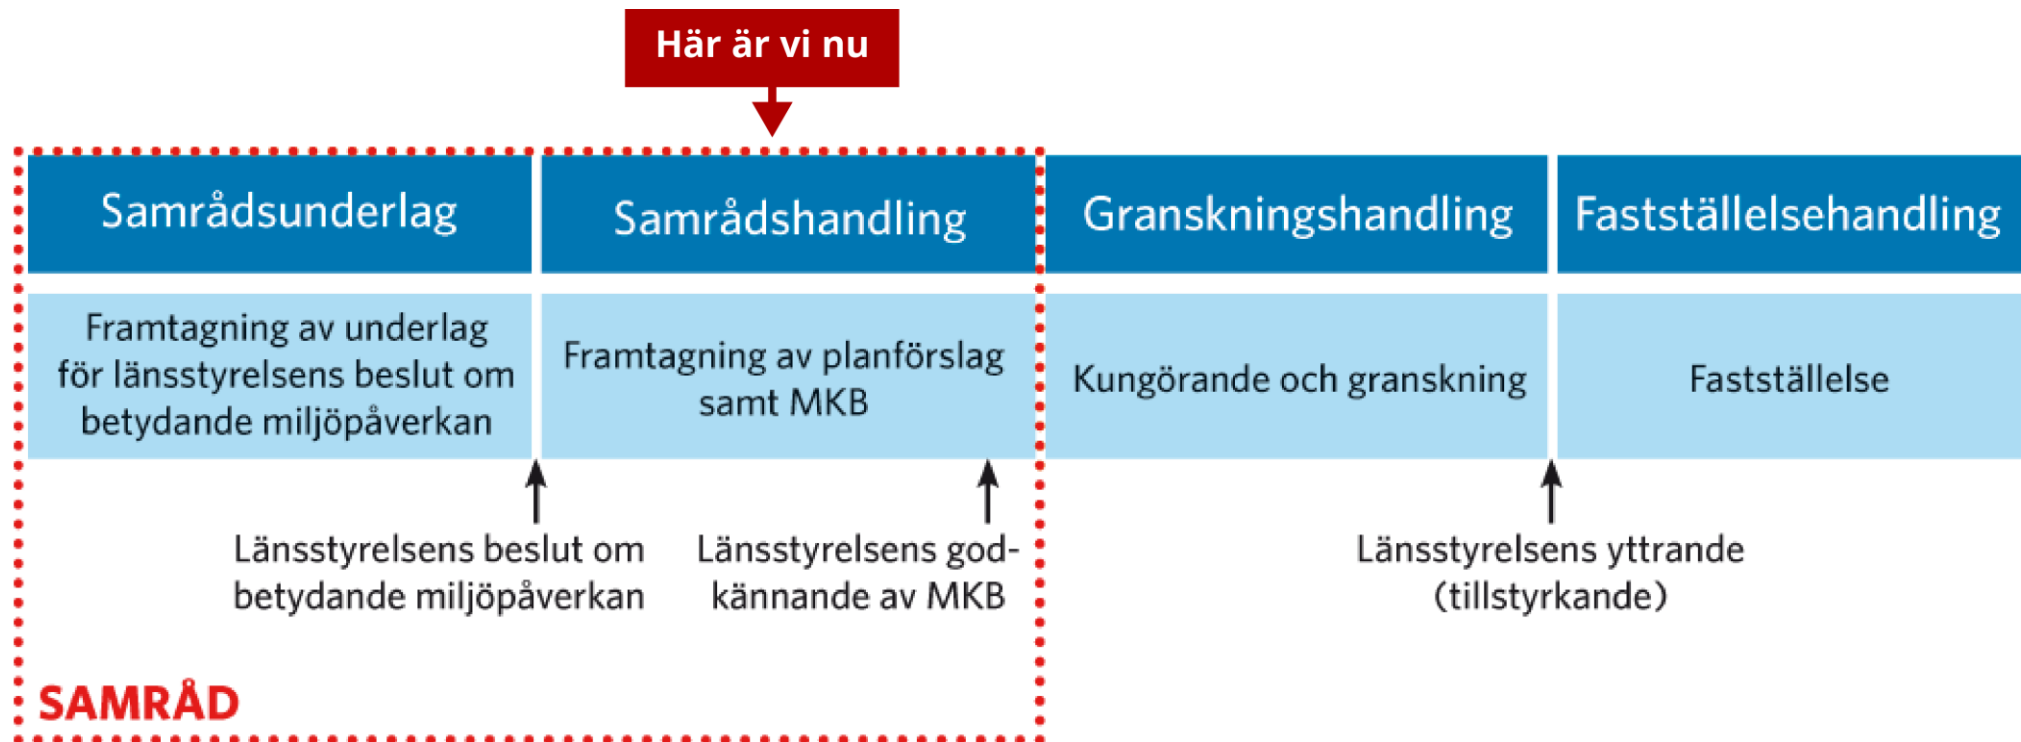 Här är vi nu
Samrådsunderlag
Samrådshandling
Granskningshandling
Fastställelsehandling
Framtagning av underlag
för länsstyrelsens beslut om
betydande miljöpåverkan
Framtagning av planförslag
samt MKB
Kungörande och granskning
Fastställelse
Länsstyrelsens beslut om
betydande miljöpåverkan
Länsstyrelsens god-
kännande av MKB
Länsstyrelsens yttrande
(tillstyrkande)
SAMRÅD